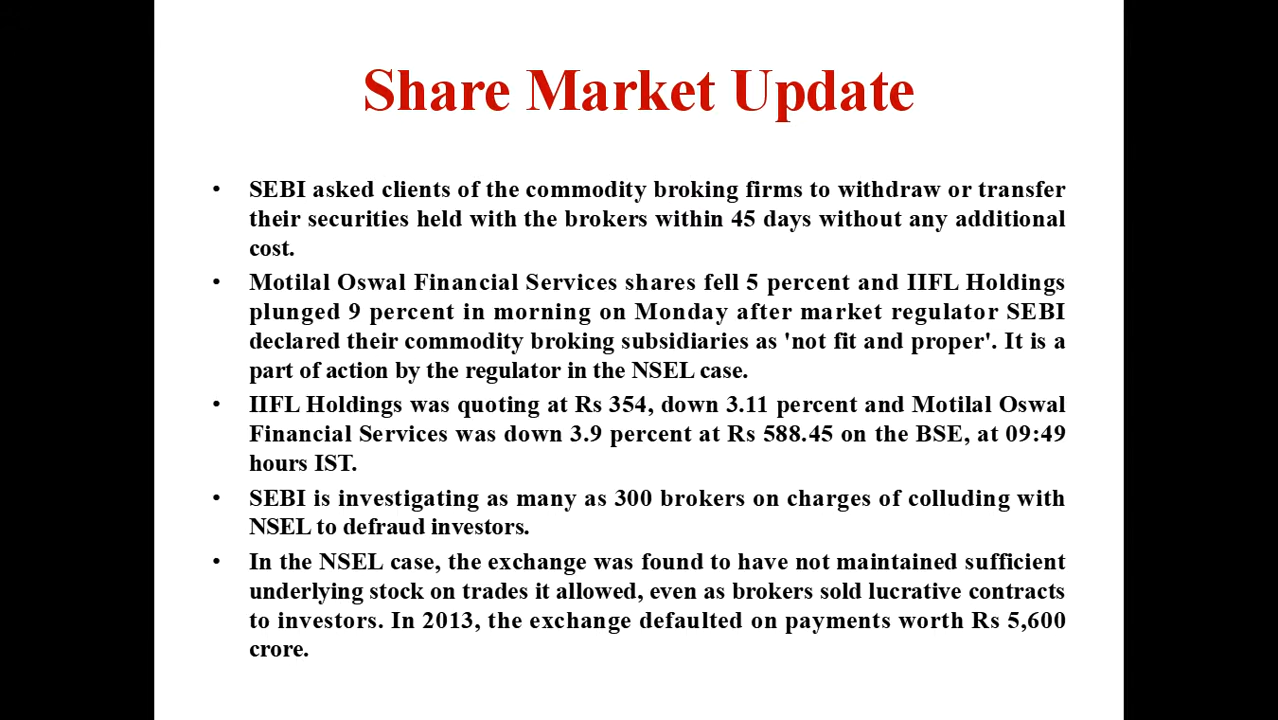 Share Market Update
• SEBI asked clients of the commodity broking firms to withdraw or transfer
their securities held with the brokers within 45 days without any additional
cost.
• Motilal Oswal Financial Services shares fell 5 percent and IIFL Holdings
plunged 9 percent in morning on Monday after market regulator SEBI
declared their commodity broking subsidiaries as 'not fit and proper'. It is a
part of action by the regulator in the NSEL case.
• IIFL Holdings was quoting at Rs 354, down 3.11 percent and Motilal Oswal
Financial Services was down 3.9 percent at Rs 588.45 on the BSE, at 09:49
hours IST.
• SEBI is investigating as many as 300 brokers on charges of colluding with
NSEL to defraud investors.
• In the NSEL case, the exchange was found to have not maintained sufficient
underlying stock on trades it allowed, even as brokers sold lucrative contracts
to investors. In 2013, the exchange defaulted on payments worth Rs 5,600
crore.